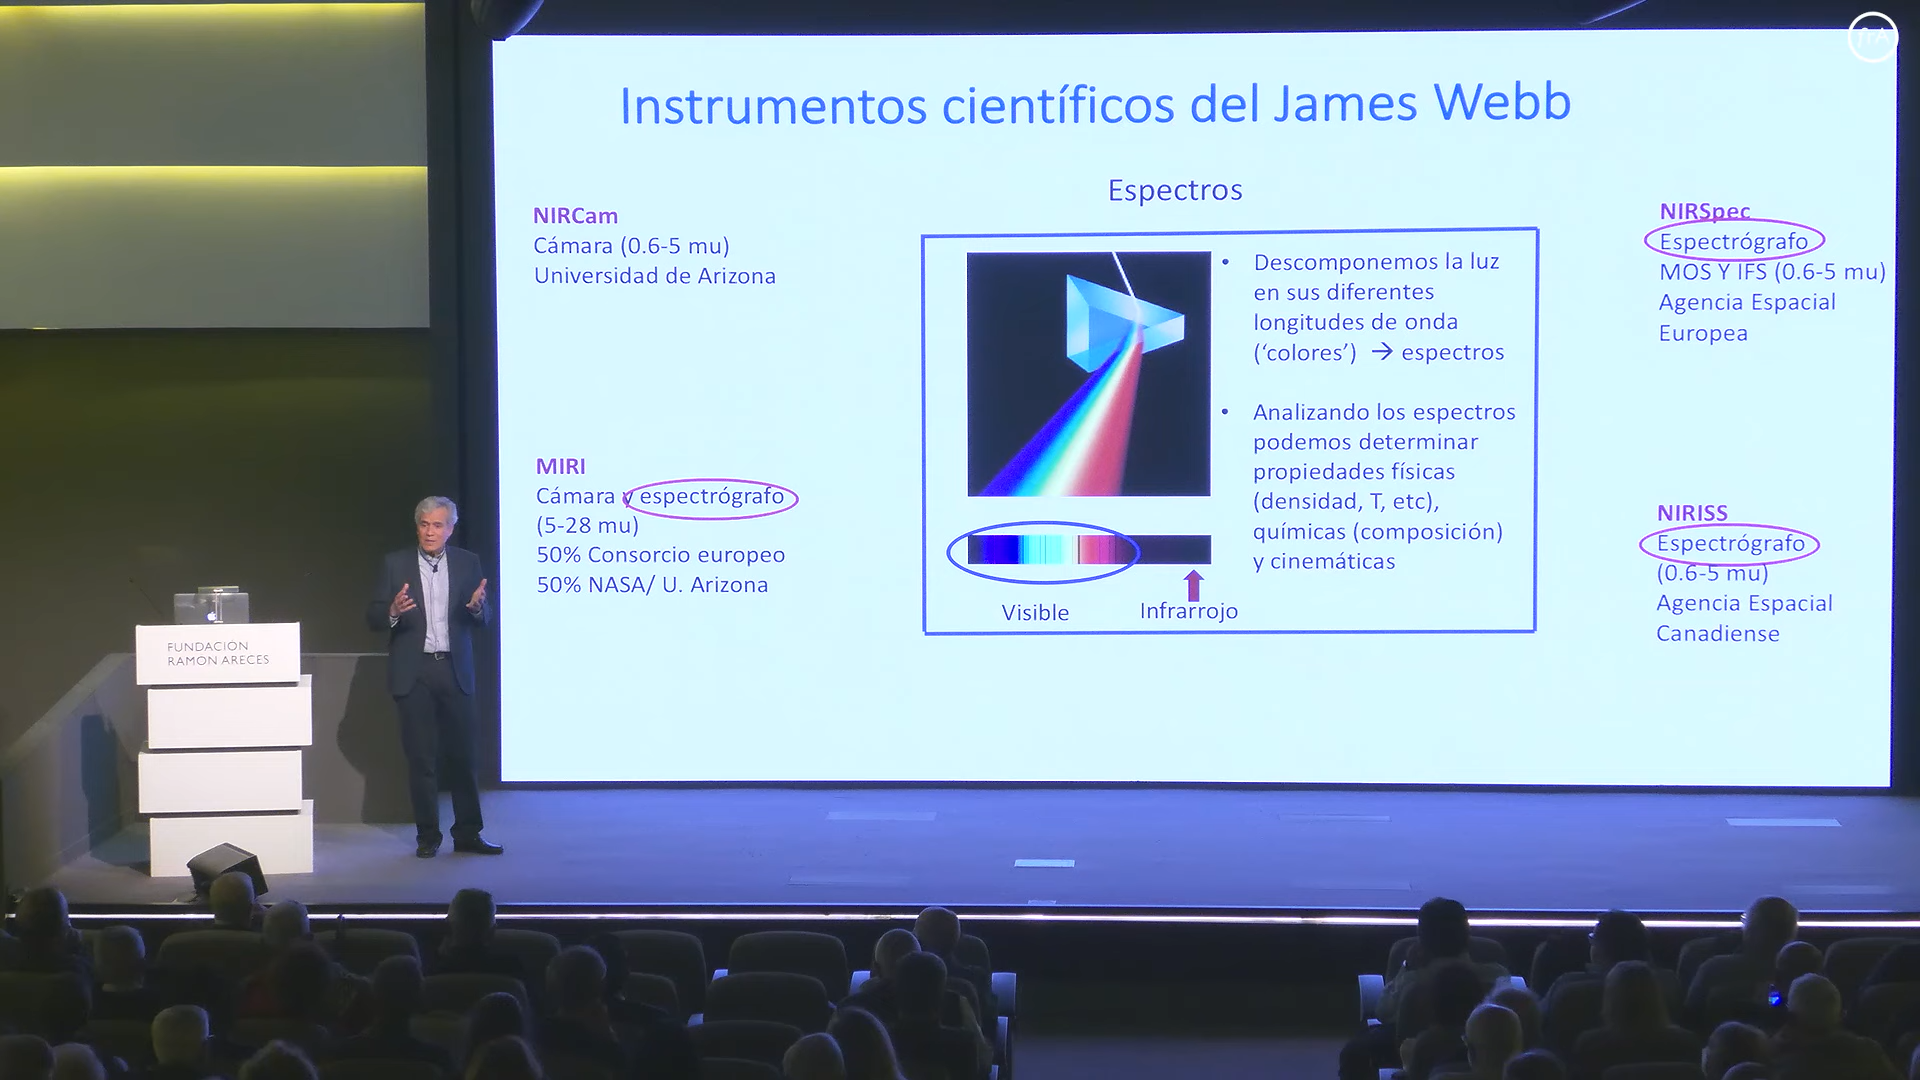 frA
Instrumentos científicos del James Webb
Espectros
NIRCam
Cámara (0.6-5 mu)
Universidad de Arizona
MIRI
Cámara y espectrógrafo
(5-28 mu)
50% Consorcio europeo
50% NASA/ U. Arizona
• Descomponemos la luz
en sus diferentes
longitudes de onda
(‘colores’) → espectros
• Analizando los espectros
podemos determinar
propiedades físicas
(densidad, T, etc),
químicas (composición)
y cinemáticas
Visible
Infrarrojo
NIRSpec
Espectrógrafo
MOS Y IFS (0.6-5 mu)
Agencia Espacial
Europea
NIRISS
Espectrógrafo
(0.6-5 mu)
Agencia Espacial
Canadiense
FUNDACIÓN
RAMÓN ARECES